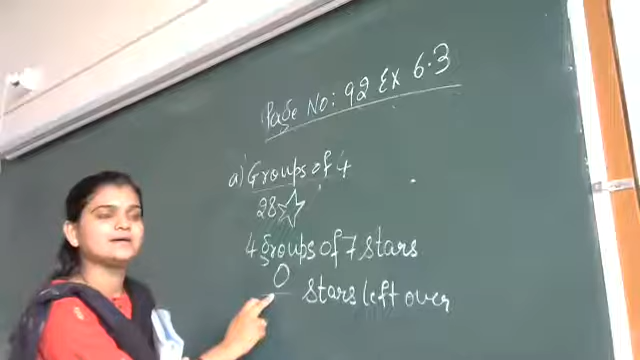 Page No: 92 Ex 6.3
a) Groups of 4
28
4 groups of 7 stars
0 stars left over